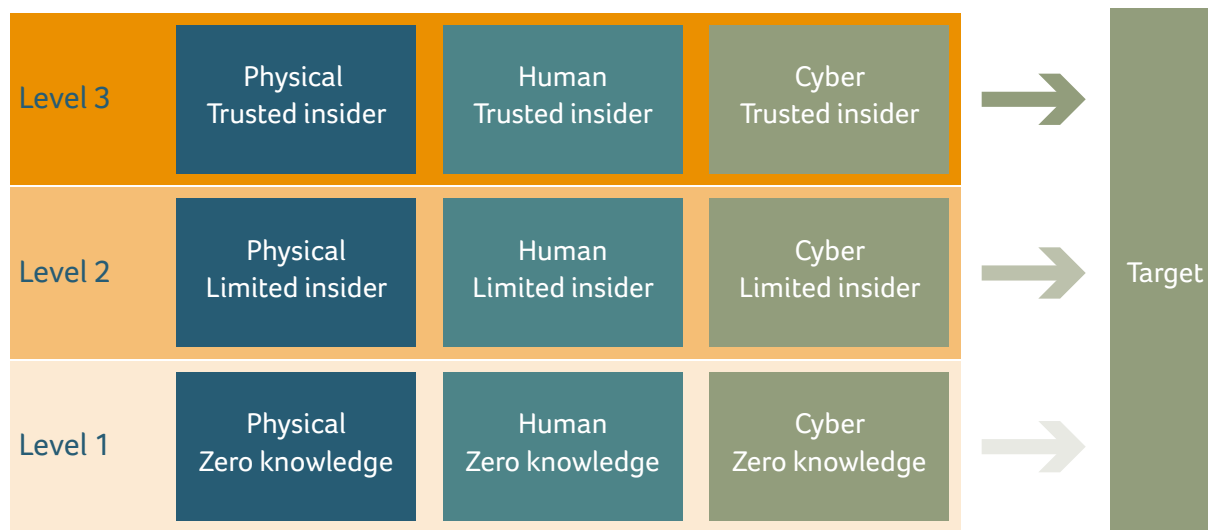 Level 3
Physical
Trusted insider
Human
Trusted insider
Cyber
Trusted insider
Level 2
Physical
Limited insider
Human
Limited insider
Cyber
Limited insider
Target
Level 1
Physical
Zero knowledge
Human
Zero knowledge
Cyber
Zero knowledge